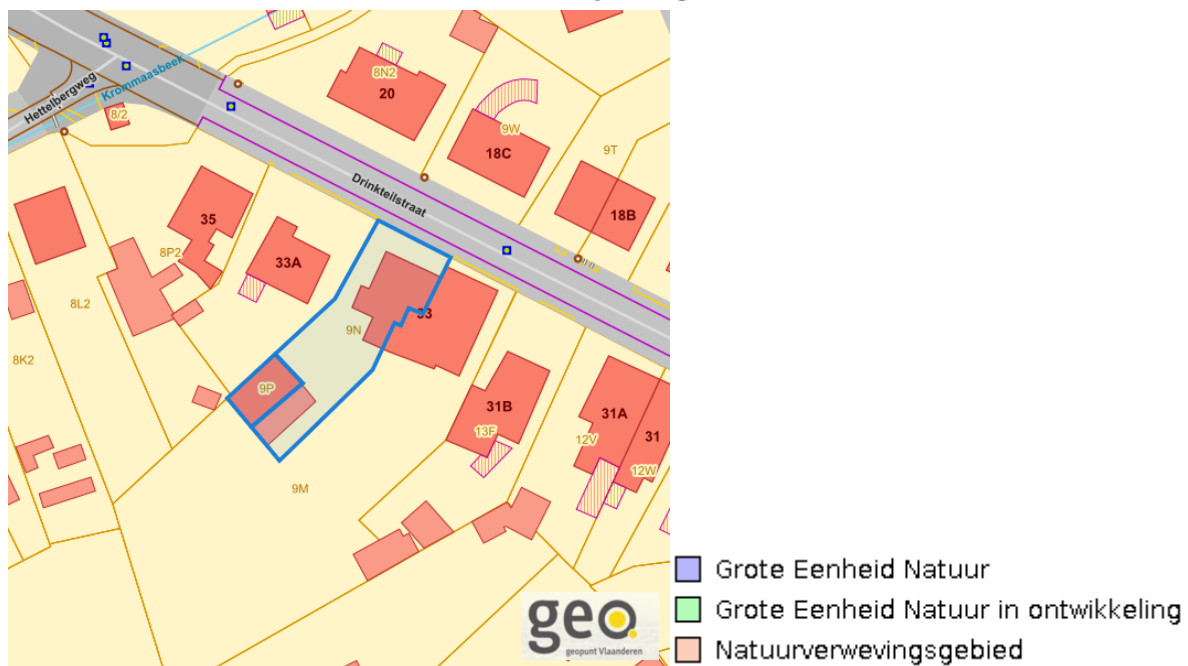 Hettelbergweg
Krommaasbeek
8/2
8N2
20
9W
18C
9T
18B
Drinkteilstraat
35
8P2
33A
8L2
9N
33
8K2
9P
31B
13F
31A
12V
31
12W
9M
geo.
geopunt Vlaanderen
Grote Eenheid Natuur
Grote Eenheid Natuur in ontwikkeling
Natuurverwevingsgebied